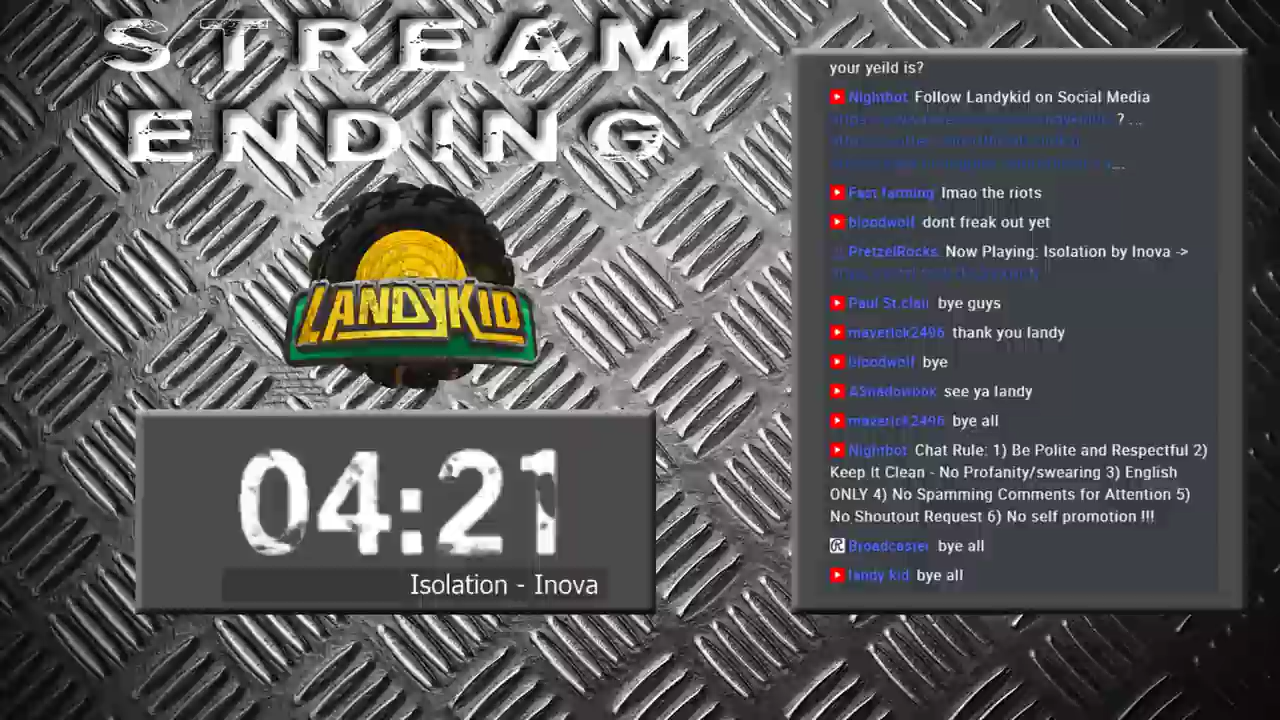 STREAM
ENDING
LANDYKID
04:21
Isolation - Inova
your yeild is?
Nightbot Follow Landykid on Social Media
? ...
...
Fast farming lmao the riots
bloodwolf dont freak out yet
PretzelRocks Now Playing: Isolation by Inova ->
Paul St.clair bye guys
maverick2496 thank you landy
bloodwolf bye
see ya landy
maverick2496 bye all
Nightbot Chat Rule: 1) Be Polite and Respectful 2)
Keep It Clean - No Profanity/swearing 3) English
ONLY 4) No Spamming Comments for Attention 5)
No Shoutout Request 6) No self promotion !!!
Broadcaster bye all
landy kid bye all